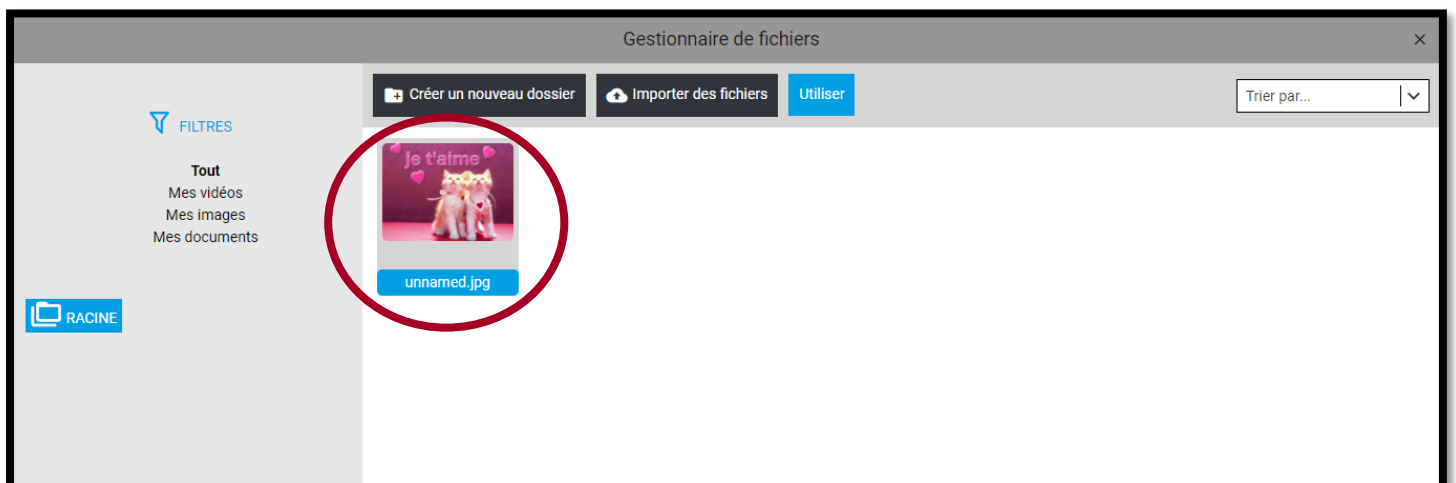 Gestionnaire de fichiers
Créer un nouveau dossier
Importer des fichiers
Utiliser
Trier par...
FILTRES
Tout
Mes vidéos
Mes images
Mes documents
RACINE
je t'aime
unnamed.jpg